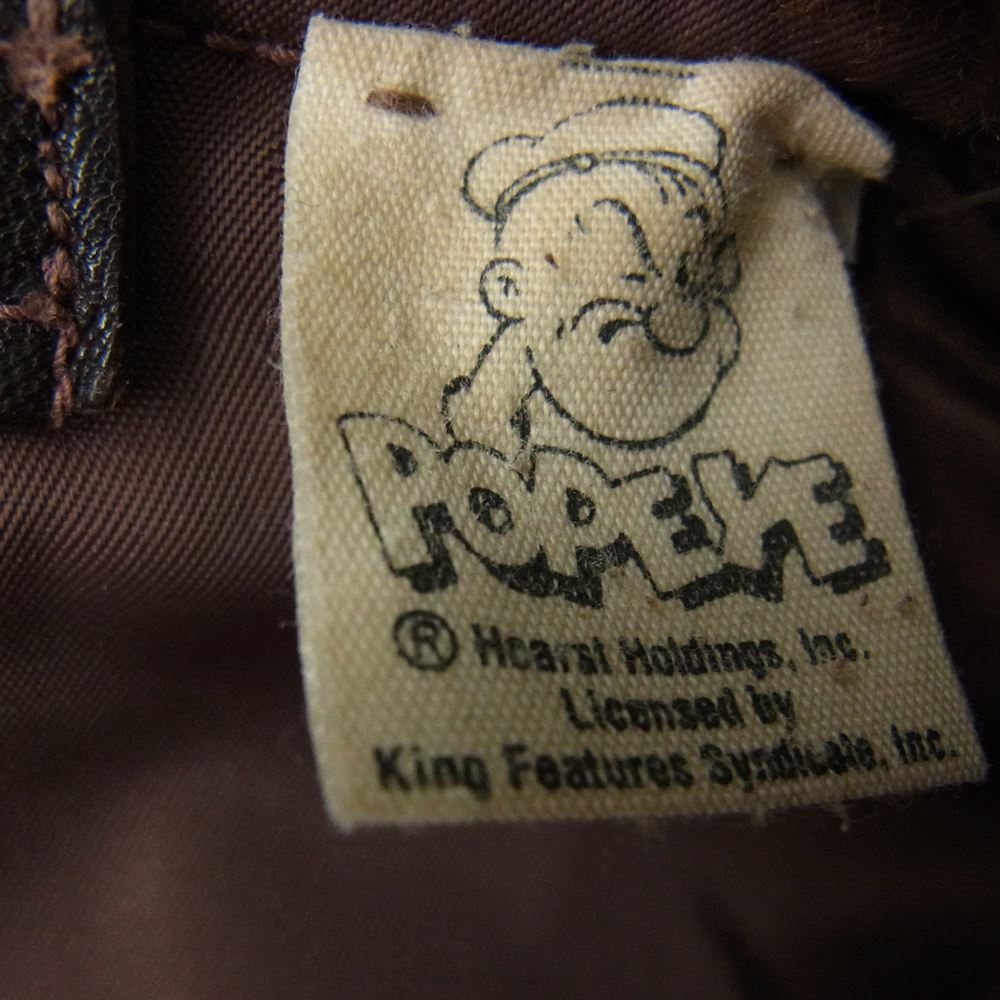 POPEYE
® Hearst Holdings, Inc.
Licensed by
King Features Syndicate, Inc.